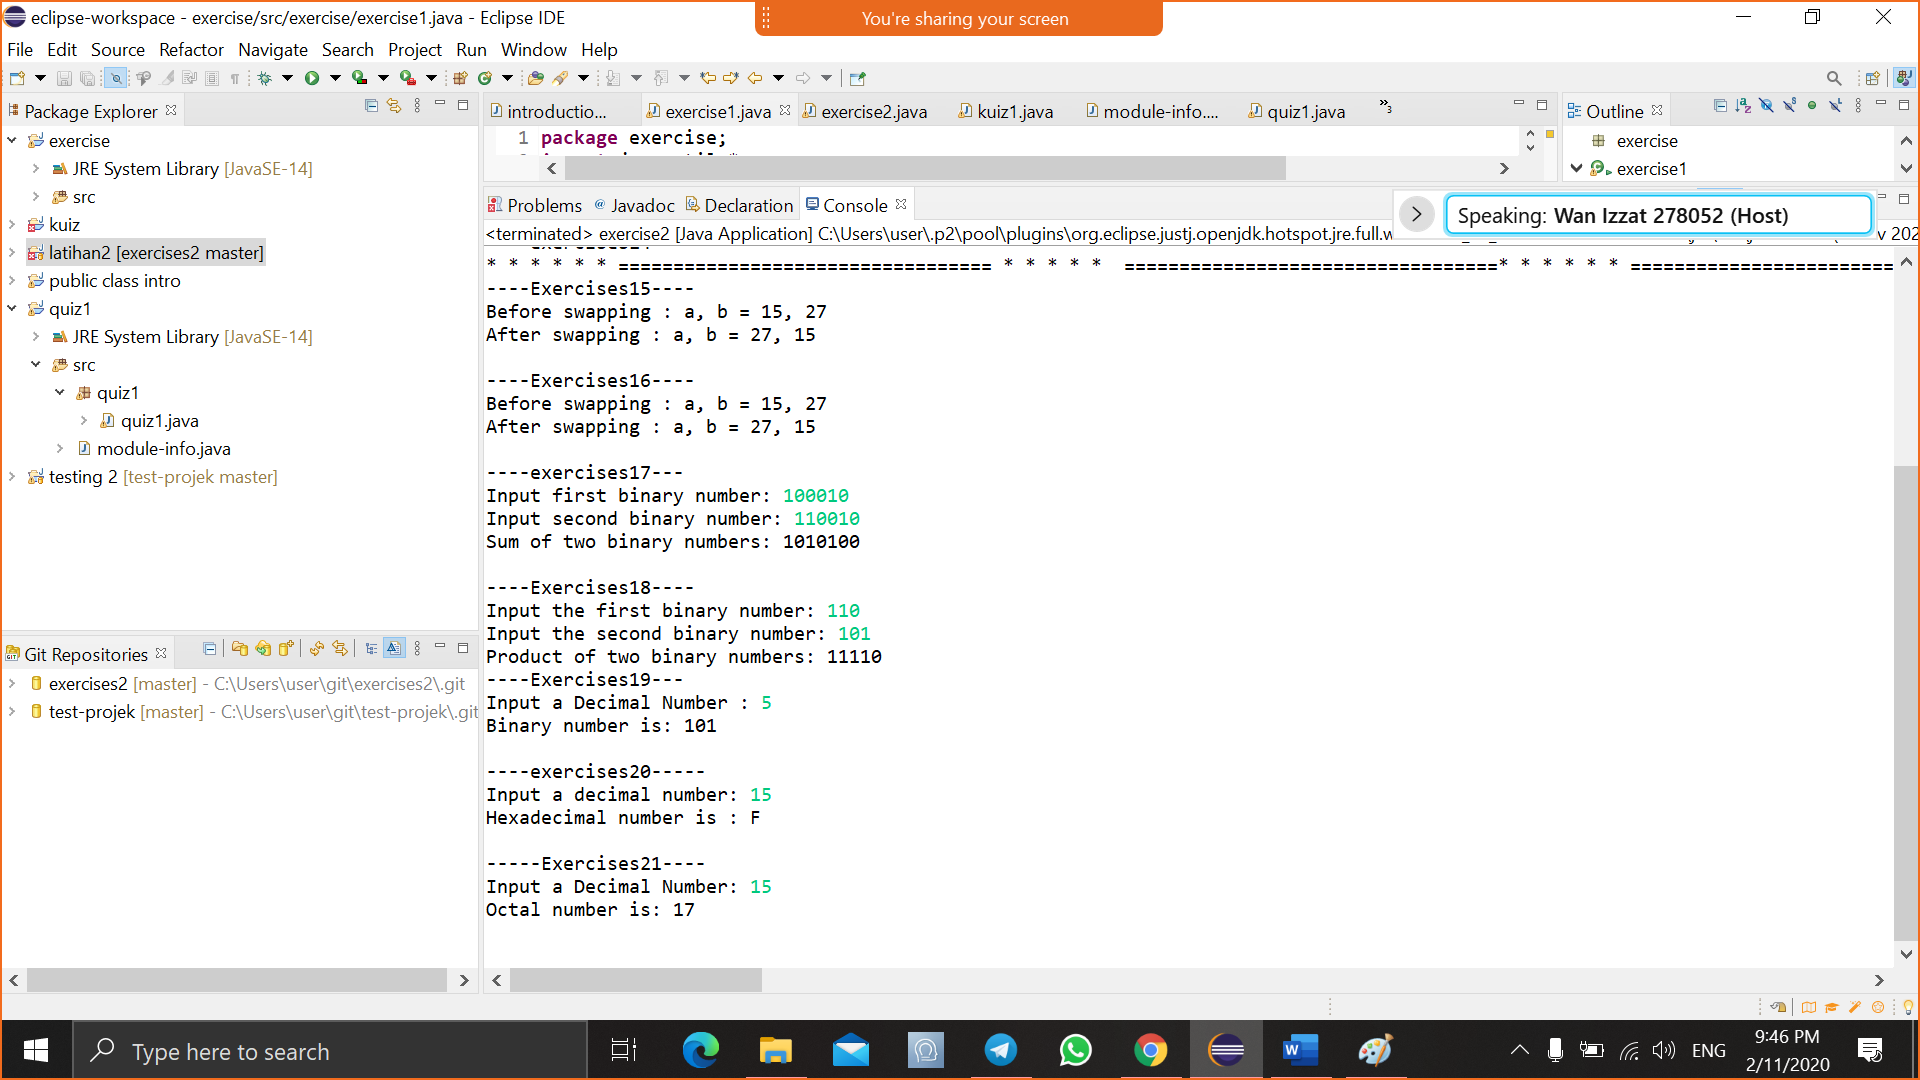 eclipse-workspace - exercise/src/exercise/exercise1.java - Eclipse IDE
You're sharing your screen
File Edit Source Refactor Navigate Search Project Run Window Help
Package Explorer
exercise
JRE System Library [JavaSE-14]
src
kuiz
latihan2 [exercises2 master]
public class intro
quiz1
JRE System Library [JavaSE-14]
src
quiz1
quiz1.java
module-info.java
testing 2 [test-projek master]
Git Repositories
exercises2 [master] - C:\Users\user\git\exercises2\.git
test-projek [master] - C:\Users\user\git\test-projek\.git
introductio... exercise1.java exercise2.java kuiz1.java module-info.... quiz1.java »3
1 package exercise;
Outline
exercise
exercise1
Problems @ Javadoc Declaration Console
Speaking: Wan Izzat 278052 (Host)
<terminated> exercise2 [Java Application] C:\Users\user\.p2\pool\plugins\org.eclipse.justj.openjdk.hotspot.jre.full.w
v 202
* * * * * * ================================== * * * * *  ==================================* * * * * * ========================
----Exercises15----
Before swapping : a, b = 15, 27
After swapping : a, b = 27, 15
----Exercises16----
Before swapping : a, b = 15, 27
After swapping : a, b = 27, 15
----exercises17---
Input first binary number: 100010
Input second binary number: 110010
Sum of two binary numbers: 1010100
----Exercises18----
Input the first binary number: 110
Input the second binary number: 101
Product of two binary numbers: 11110
----Exercises19---
Input a Decimal Number : 5
Binary number is: 101
----exercises20-----
Input a decimal number: 15
Hexadecimal number is : F
-----Exercises21----
Input a Decimal Number: 15
Octal number is: 17
Type here to search
ENG
9:46 PM
2/11/2020